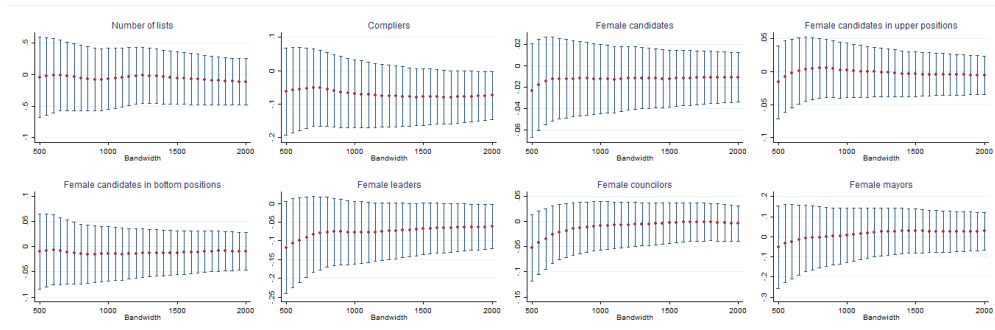 Number of lists
.5
0
-.5
-1
500 1000 1500 2000
Bandwidth
Compliers
.1
0
-.1
-.2
500 1000 1500 2000
Bandwidth
Female candidates
.02
0
-.02
-.04
-.06
500 1000 1500 2000
Bandwidth
Female candidates in upper positions
.05
0
-.05
-.1
500 1000 1500 2000
Bandwidth
Female candidates in bottom positions
.1
.05
0
-.05
-.1
500 1000 1500 2000
Bandwidth
Female leaders
.05
0
-.05
-.1
-.15
-.2
-.25
500 1000 1500 2000
Bandwidth
Female councilors
.05
0
-.05
-.1
-.15
500 1000 1500 2000
Bandwidth
Female mayors
.2
.1
0
-.1
-.2
-.3
500 1000 1500 2000
Bandwidth